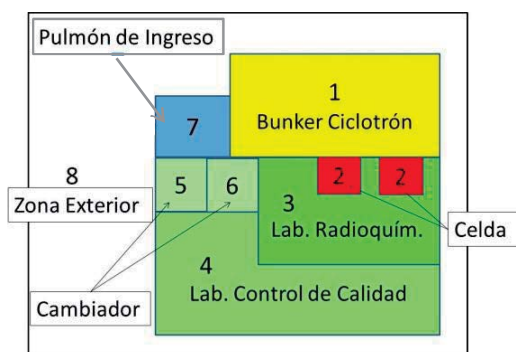 Pulmón de Ingreso
1
Bunker Ciclotrón
7
8
Zona Exterior
5
6
2
2
3
Lab. Radioquím.
Celda
4
Lab. Control de Calidad
Cambiador